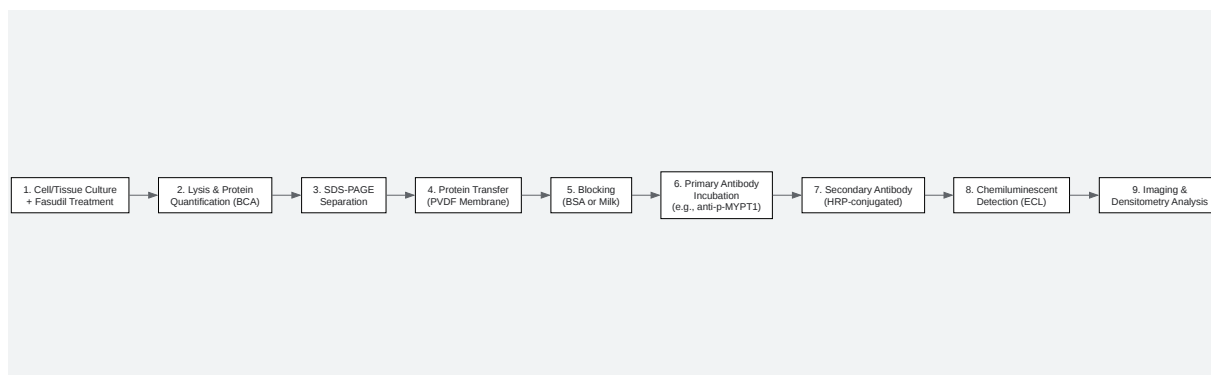 1. Cell/Tissue Culture
+ Fasudil Treatment
2. Lysis & Protein
Quantification (BCA)
3. SDS-PAGE
Separation
4. Protein Transfer
(PVDF Membrane)
5. Blocking
(BSA or Milk)
6. Primary Antibody
Incubation
(e.g., anti-p-MYPT1)
7. Secondary Antibody
(HRP-conjugated)
8. Chemiluminescent
Detection (ECL)
9. Imaging &
Densitometry Analysis